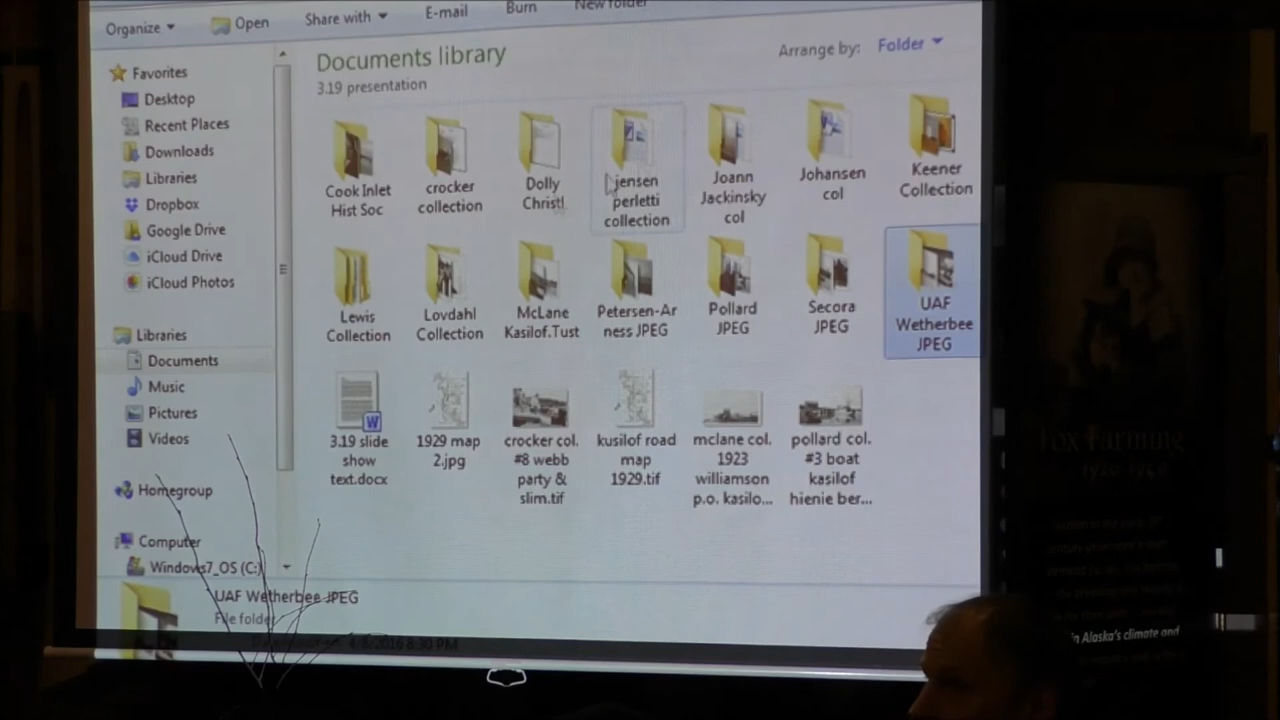 Organize
Open
Share with
E-mail
Burn
New folder
Documents library
3.19 presentation
Arrange by:
Folder
Favorites
Desktop
Recent Places
Downloads
Libraries
Dropbox
Google Drive
iCloud Drive
iCloud Photos
Libraries
Documents
Music
Pictures
Videos
Homegroup
Computer
Windows7_OS (C:)
Cook Inlet
Hist Soc
crocker
collection
Dolly
Christl
jensen
perletti
collection
Joann
Jackinsky
col
Johansen
col
Keener
Collection
Lewis
Collection
Lovdahl
Collection
McLane
Kasilof.Tust
Petersen-Ar
ness JPEG
Pollard
JPEG
Secora
JPEG
UAF
Wetherbee
JPEG
3.19 slide
show
text.docx
1929 map
2.jpg
crocker col.
#8 webb
party &
slim.tif
kusilof road
map
1929.tif
mclane col.
1923
williamson
p.o. kasilo...
pollard col.
#3 boat
kasilof
hienie ber...
UAF Wetherbee JPEG
File folder
8:30 PM
Fox Farming
in Alaska's climate and